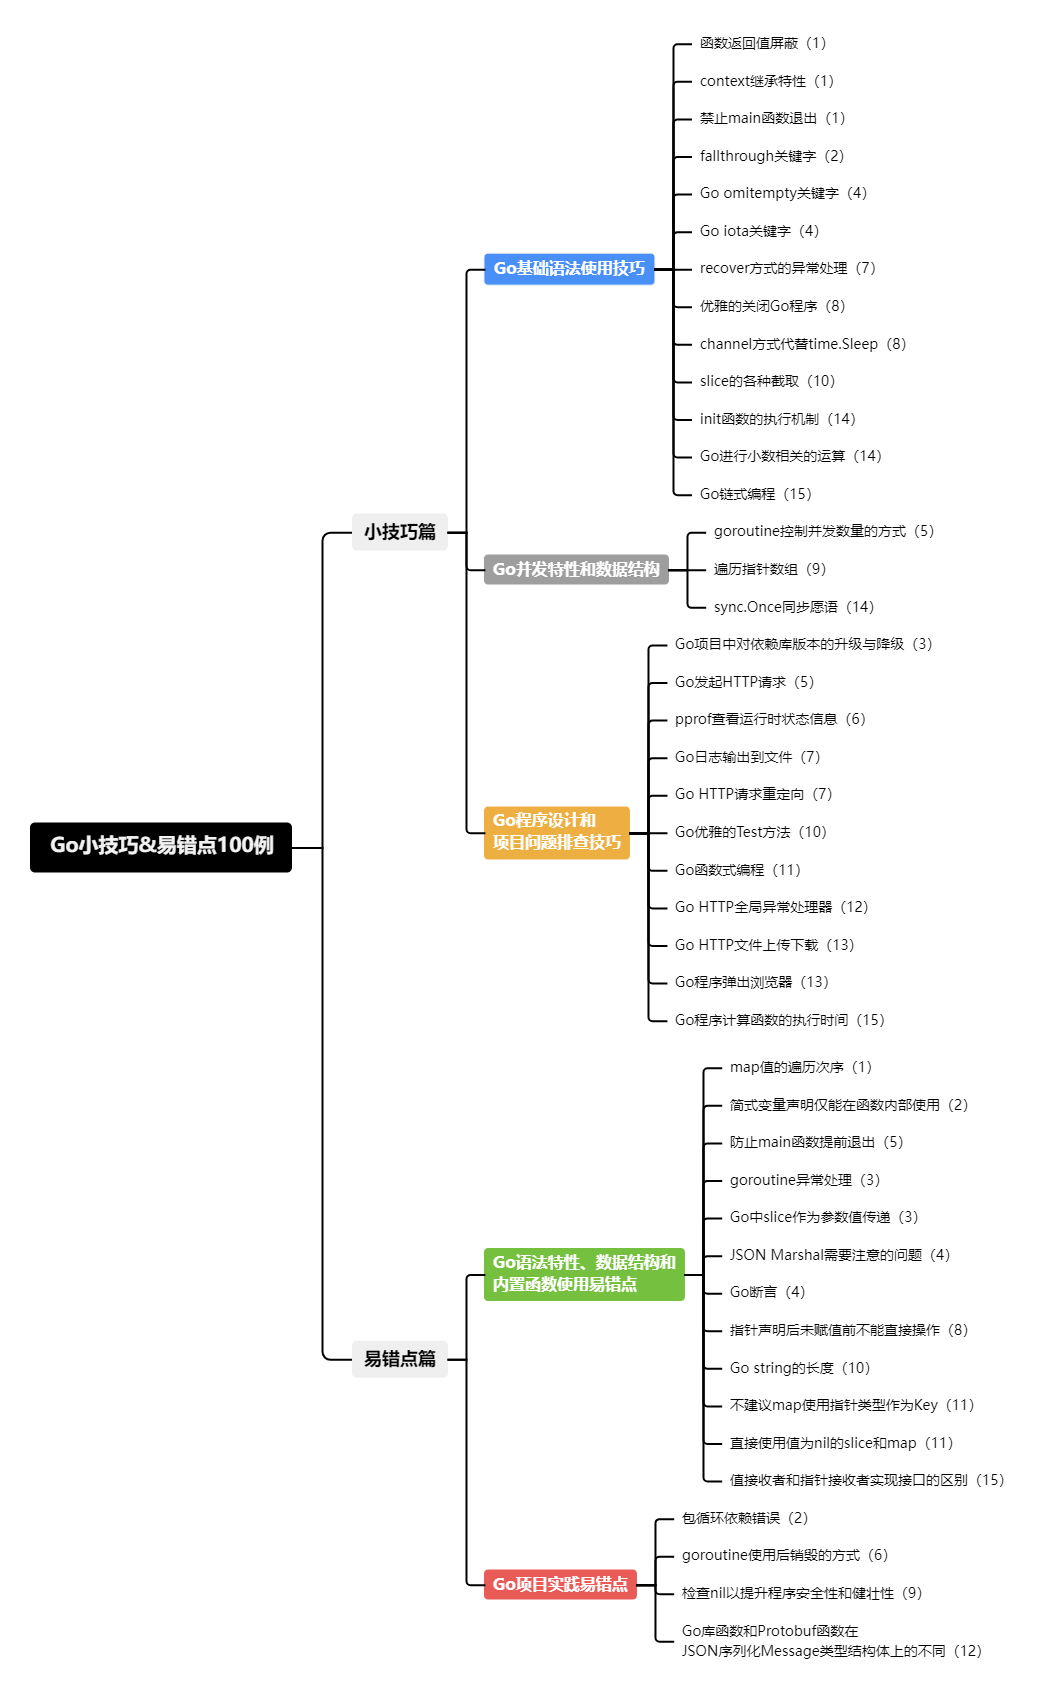 Go小技巧&易错点100例
小技巧篇
Go基础语法使用技巧
函数返回值屏蔽（1）
context继承特性（1）
禁止main函数退出（1）
fallthrough关键字（2）
Go omitempty关键字（4）
Go iota关键字（4）
recover方式的异常处理（7）
优雅的关闭Go程序（8）
channel方式代替time.Sleep（8）
slice的各种截取（10）
init函数的执行机制（14）
Go进行小数相关的运算（14）
Go链式编程（15）
Go并发特性和数据结构
goroutine控制并发数量的方式（5）
遍历指针数组（9）
sync.Once同步愿语（14）
Go程序设计和
项目问题排查技巧
Go项目中对依赖库版本的升级与降级（3）
Go发起HTTP请求（5）
pprof查看运行时状态信息（6）
Go日志输出到文件（7）
Go HTTP请求重定向（7）
Go优雅的Test方法（10）
Go函数式编程（11）
Go HTTP全局异常处理器（12）
Go HTTP文件上传下载（13）
Go程序弹出浏览器（13）
Go程序计算函数的执行时间（15）
易错点篇
Go语法特性、数据结构和
内置函数使用易错点
map值的遍历次序（1）
简式变量声明仅能在函数内部使用（2）
防止main函数提前退出（5）
goroutine异常处理（3）
Go中slice作为参数值传递（3）
JSON Marshal需要注意的问题（4）
Go断言（4）
指针声明后未赋值前不能直接操作（8）
Go string的长度（10）
不建议map使用指针类型作为Key（11）
直接使用值为nil的slice和map（11）
值接收者和指针接收者实现接口的区别（15）
Go项目实践易错点
包循环依赖错误（2）
goroutine使用后销毁的方式（6）
检查nil以提升程序安全性和健壮性（9）
Go库函数和Protobuf函数在
JSON序列化Message类型结构体上的不同（12）